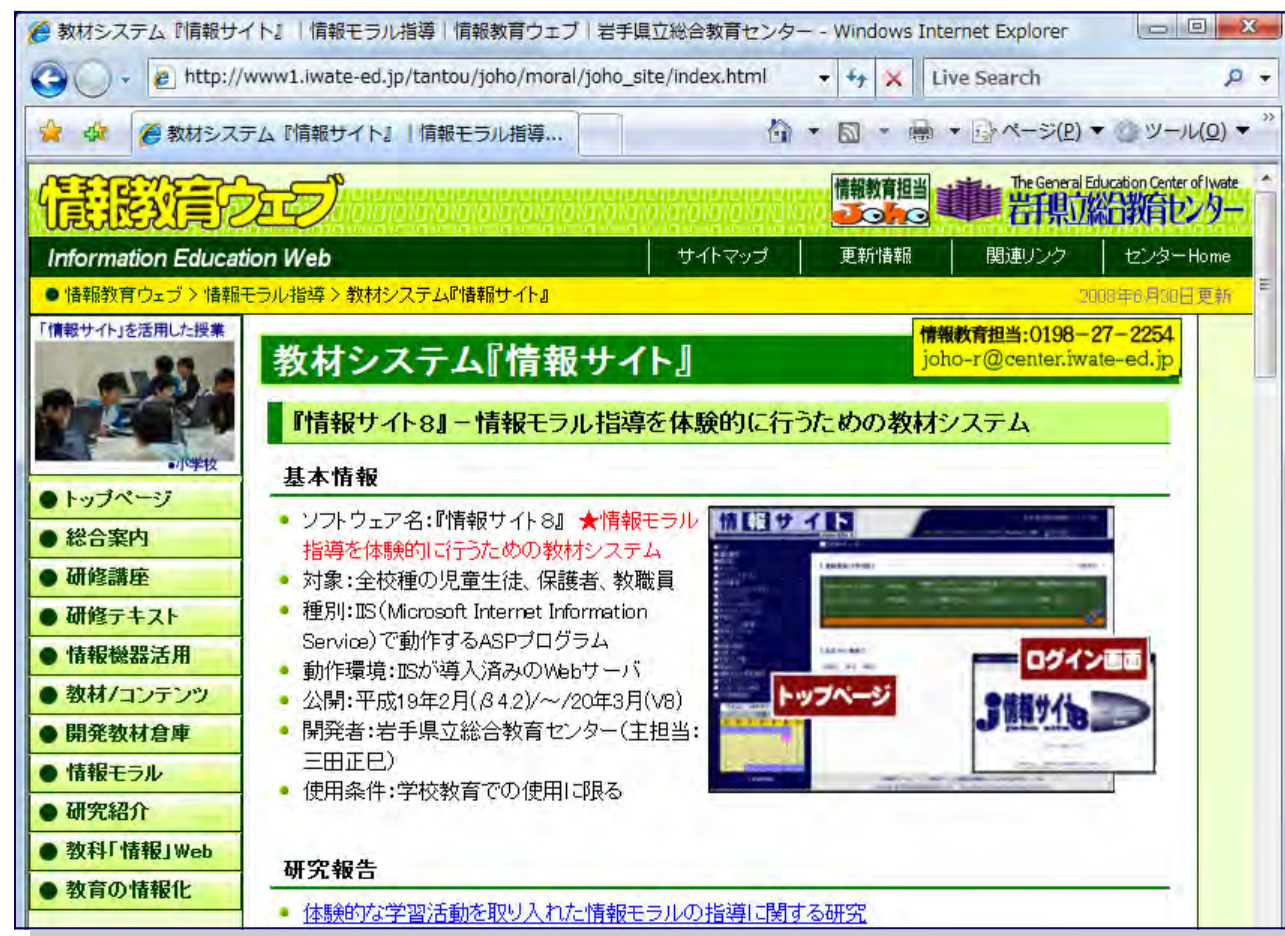 教材システム『情報サイト』 | 情報モラル指導 | 情報教育ウェブ | 岩手県立総合教育センター - Windows Internet Explorer
http://www1.iwate-ed.jp/tantou/joho/moral/joho_site/index.html
Live Search
教材システム『情報サイト』 | 情報モラル指導...
ページ(P)
ツール(O)
情報教育ウェブ
情報教育担当
Joho
The General Education Center of Iwate
岩手県立総合教育センター
Information Education Web
サイトマップ
更新情報
関連リンク
センターHome
●情報教育ウェブ > 情報モラル指導 > 教材システム『情報サイト』
2008年6月30日更新
「情報サイト」を活用した授業
●小学校
●トップページ
●総合案内
●研修講座
●研修テキスト
●情報機器活用
●教材/コンテンツ
●開発教材倉庫
●情報モラル
●研究紹介
●教科「情報」Web
●教育の情報化
教材システム『情報サイト』
情報教育担当:0198-27-2254
joho-r@center.iwate-ed.jp
『情報サイト8』-情報モラル指導を体験的に行うための教材システム
基本情報
• ソフトウェア名:『情報サイト8』 ★情報モラル
指導を体験的に行うための教材システム
• 対象:全校種の児童生徒、保護者、教職員
• 種別:IIS(Microsoft Internet Information
Service)で動作するASPプログラム
• 動作環境:IISが導入済みのWebサーバ
• 公開:平成19年2月(β4.2)/~/20年3月(V8)
• 開発者:岩手県立総合教育センター(主担当:
三田正巳)
• 使用条件:学校教育での使用に限る
情報サイト
トップページ
ログイン画面
情報サイト8
研究報告
• 体験的な学習活動を取り入れた情報モラルの指導に関する研究